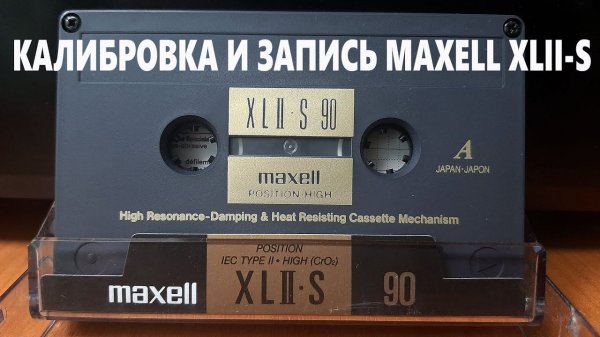 КАЛИБРОВКА И ЗАПИСЬ MAXELL XLII-S
XLII·S 90
maxell
POSITION·HIGH
A
JAPAN·JAPON
défilem
High Resonance-Damping & Heat Resisting Cassette Mechanism
POSITION
IEC TYPE II • HIGH (CrO₂)
maxell XLII·S 90